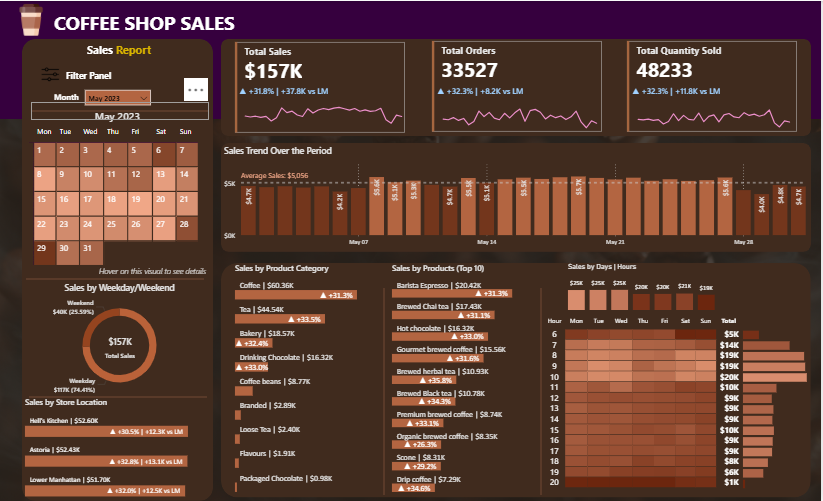 COFFEE SHOP SALES
Sales Report
Filter Panel
Month
May 2023
May 2023
Mon Tue Wed Thu Fri Sat Sun
1 2 3 4 5 6 7
8 9 10 11 12 13 14
15 16 17 18 19 20 21
22 23 24 25 26 27 28
29 30 31
Hover on this visual to see details
Sales by Weekday/Weekend
Weekend
$40K (25.59%)
$157K
Total Sales
Weekday
$117K (74.41%)
Sales by Store Location
Hell's Kitchen | $52.60K
▲ +30.5% | +12.3K vs LM
Astoria | $52.43K
▲ +32.8% | +13.1K vs LM
Lower Manhattan | $51.70K
▲ +32.0% | +12.5K vs LM
Total Sales
$157K
▲ +31.8% | +37.8K vs LM
Total Orders
33527
▲ +32.3% | +8.2K vs LM
Total Quantity Sold
48233
▲ +32.3% | +11.8K vs LM
Sales Trend Over the Period
Average Sales: $5,056
$5K
$0K
$4.7K
$4.2K
$5.6K
$5.1K
$5.3K
$4.7K
$5.5K
$5.1K
$5.5K
$5.7K
$5.6K
$4.0K
$4.8K
$4.7K
May 07
May 14
May 21
May 28
Sales by Product Category
Coffee | $60.36K
▲ +31.3%
Tea | $44.54K
▲ +33.5%
Bakery | $18.57K
▲ +32.4%
Drinking Chocolate | $16.32K
▲ +33.0%
Coffee beans | $8.77K
Branded | $2.89K
Loose Tea | $2.40K
Flavours | $1.91K
Packaged Chocolate | $0.98K
Sales by Products (Top 10)
Barista Espresso | $20.42K
▲ +31.3%
Brewed Chai tea | $17.43K
▲ +31.1%
Hot chocolate | $16.32K
▲ +33.0%
Gourmet brewed coffee | $15.56K
▲ +31.6%
Brewed herbal tea | $10.93K
▲ +35.8%
Brewed Black tea | $10.78K
▲ +34.3%
Premium brewed coffee | $8.74K
▲ +33.1%
Organic brewed coffee | $8.35K
▲ +26.3%
Scone | $8.31K
▲ +29.2%
Drip coffee | $7.29K
▲ +34.6%
Sales by Days | Hours
$25K $25K $25K $20K $20K $21K $19K
Hour Mon Tue Wed Thu Fri Sat Sun Total
6 $5K
7 $14K
8 $19K
9 $19K
10 $20K
11 $10K
12 $9K
13 $9K
14 $9K
15 $10K
16 $9K
17 $9K
18 $8K
19 $6K
20 $1K